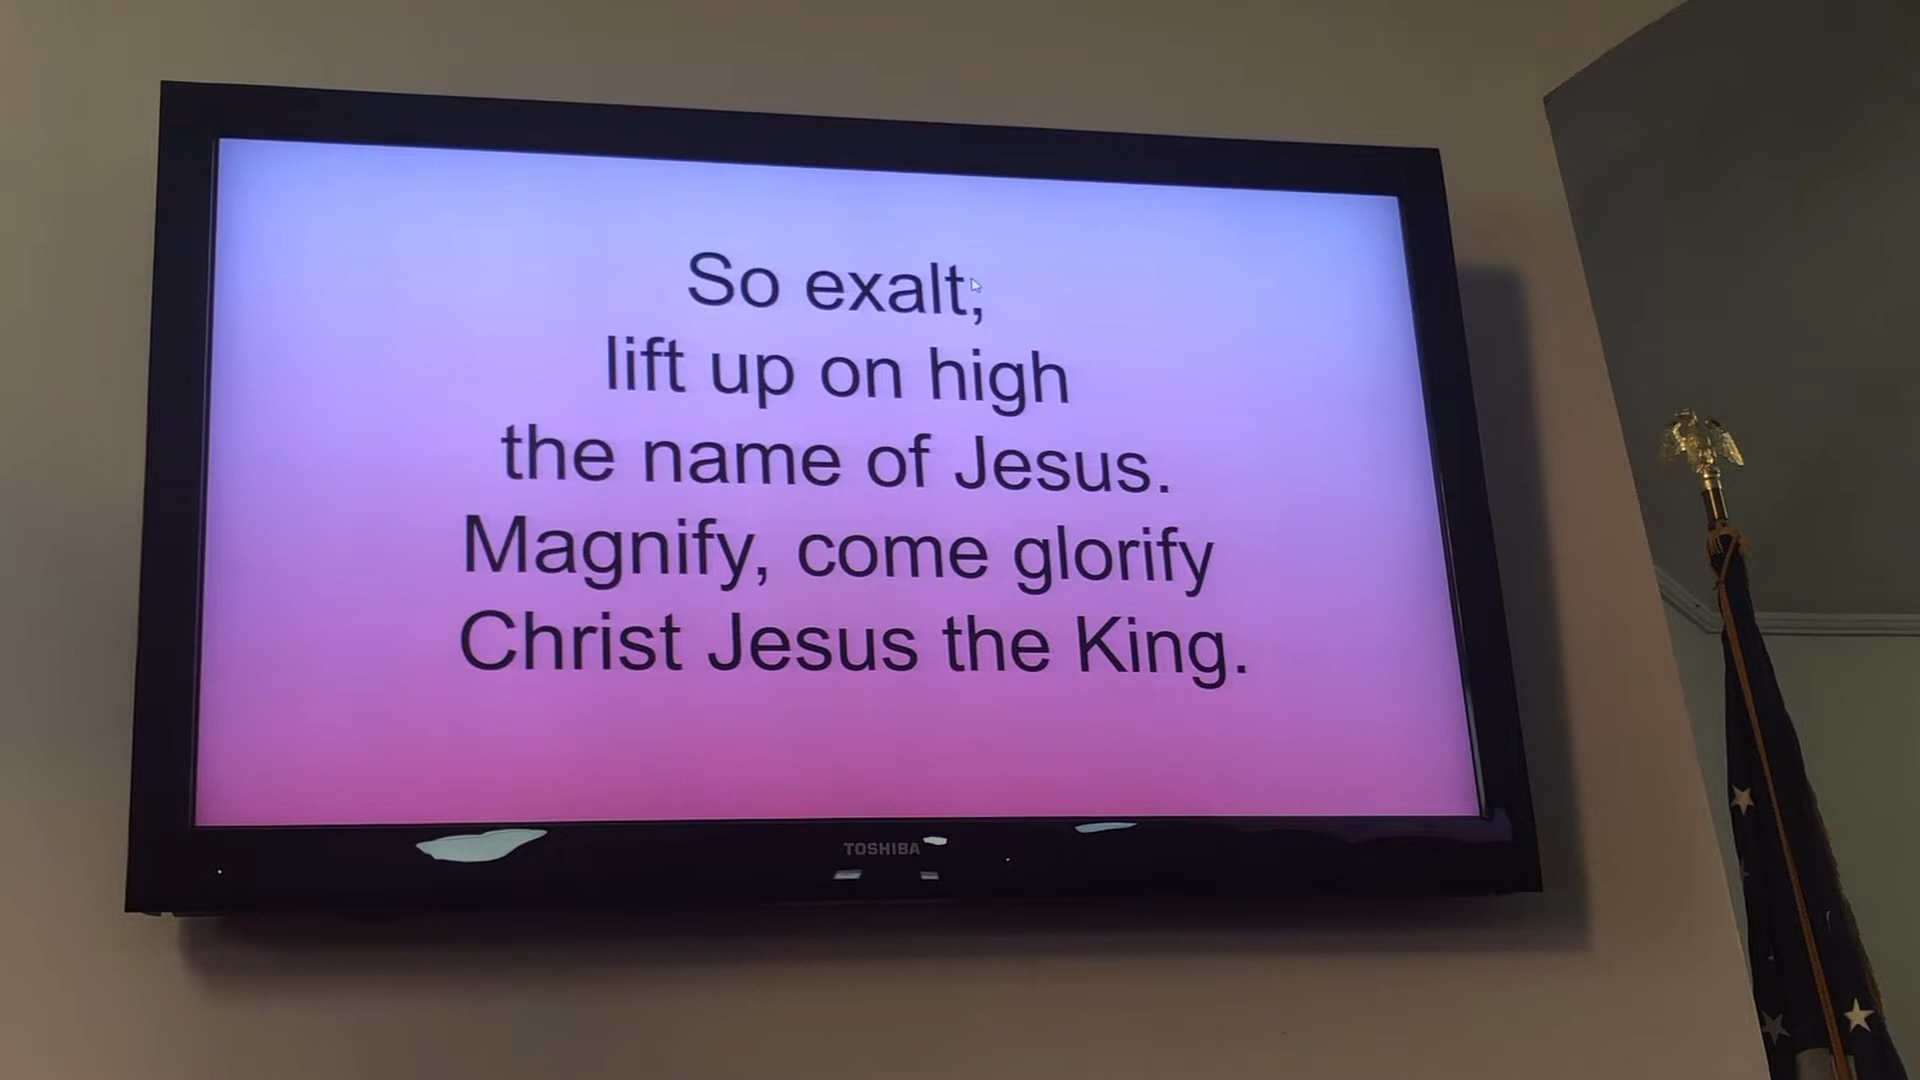 So exalt,
lift up on high
the name of Jesus.
Magnify, come glorify
Christ Jesus the King.
TOSHIBA